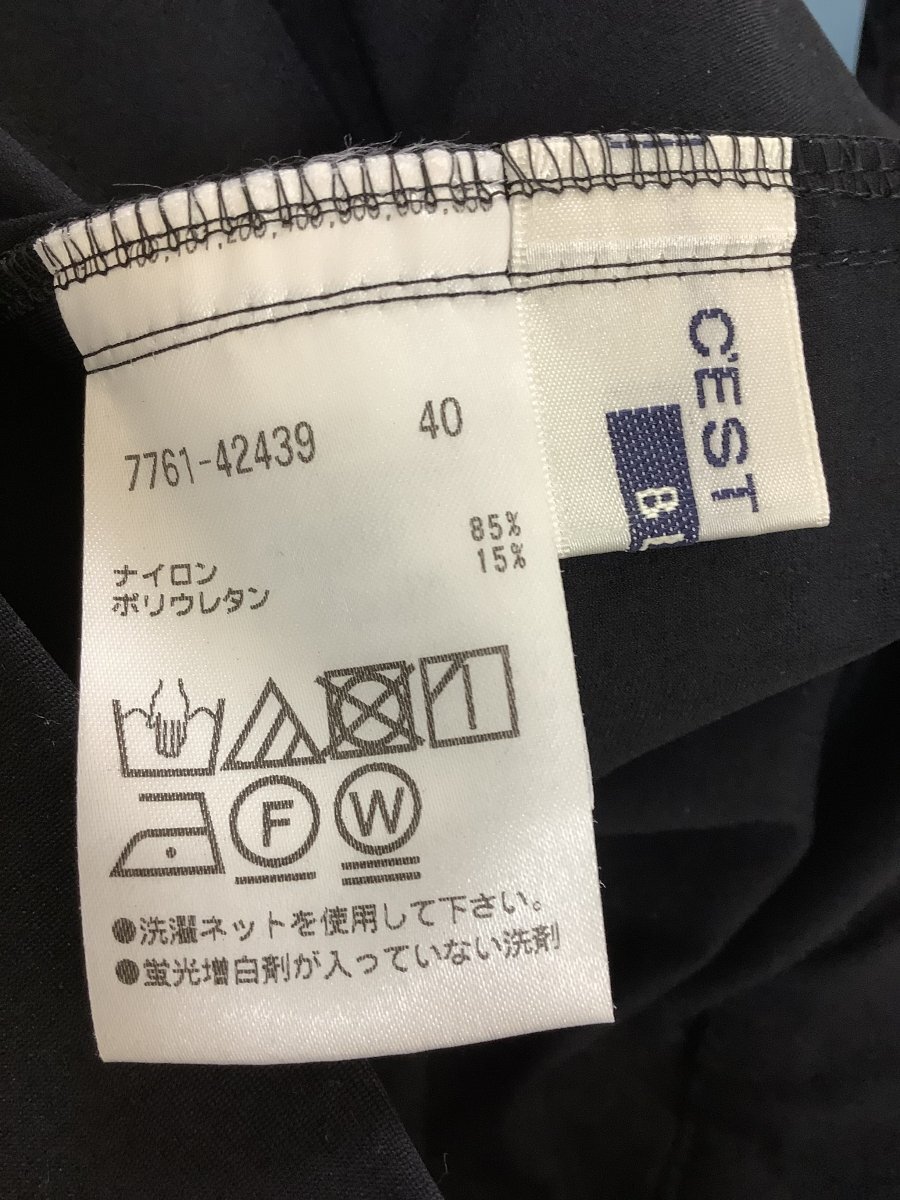 7761-42439 40
ナイロン 85%
ポリウレタン 15%
F W
●洗濯ネットを使用して下さい。
●蛍光増白剤が入っていない洗剤
C'EST
B